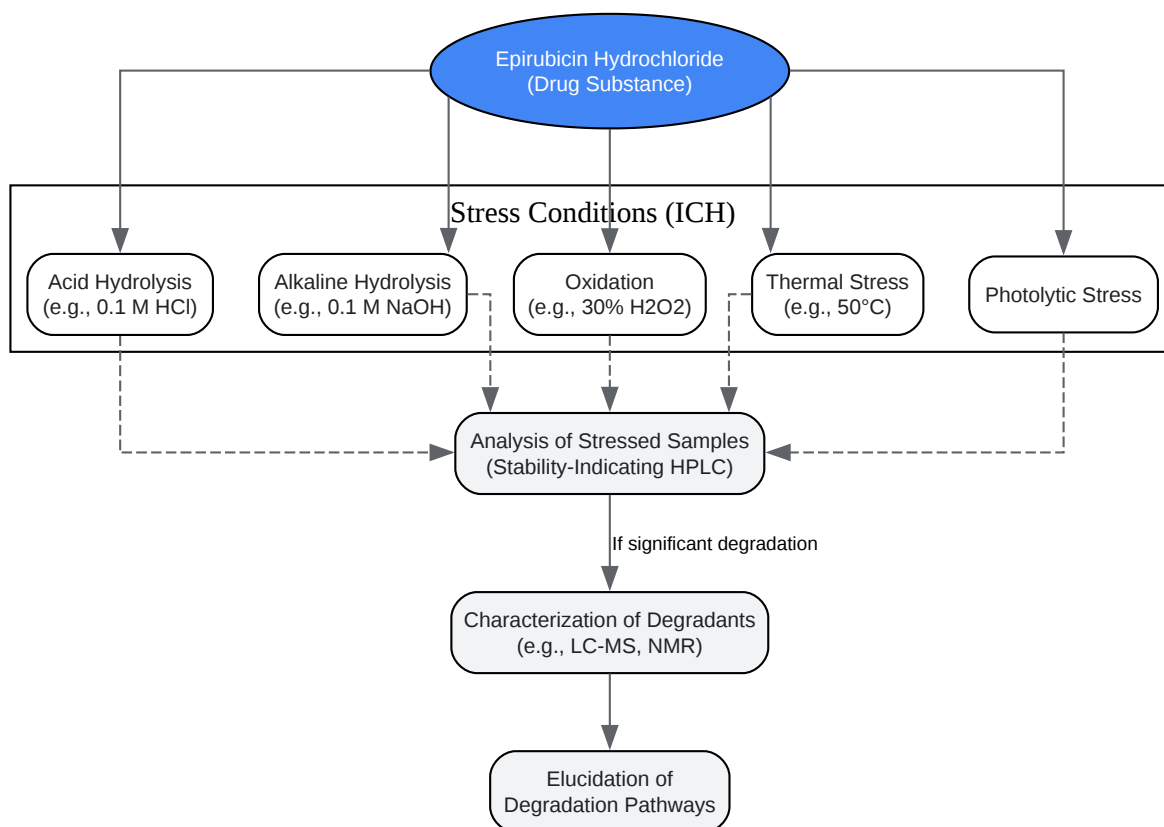 Epirubicin Hydrochloride
(Drug Substance)
Stress Conditions (ICH)
Acid Hydrolysis
(e.g., 0.1 M HCl)
Alkaline Hydrolysis
(e.g., 0.1 M NaOH)
Oxidation
(e.g., 30% H2O2)
Thermal Stress
(e.g., 50°C)
Photolytic Stress
Analysis of Stressed Samples
(Stability-Indicating HPLC)
If significant degradation
Characterization of Degradants
(e.g., LC-MS, NMR)
Elucidation of
Degradation Pathways